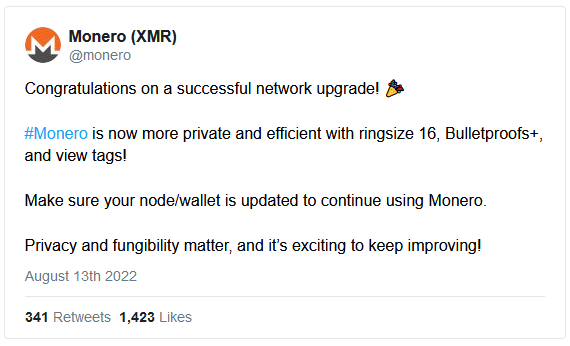 Monero (XMR)
@monero
Congratulations on a successful network upgrade! 🎉
#Monero is now more private and efficient with ringsize 16, Bulletproofs+,
and view tags!
Make sure your node/wallet is updated to continue using Monero.
Privacy and fungibility matter, and it’s exciting to keep improving!
August 13th 2022
341 Retweets 1,423 Likes